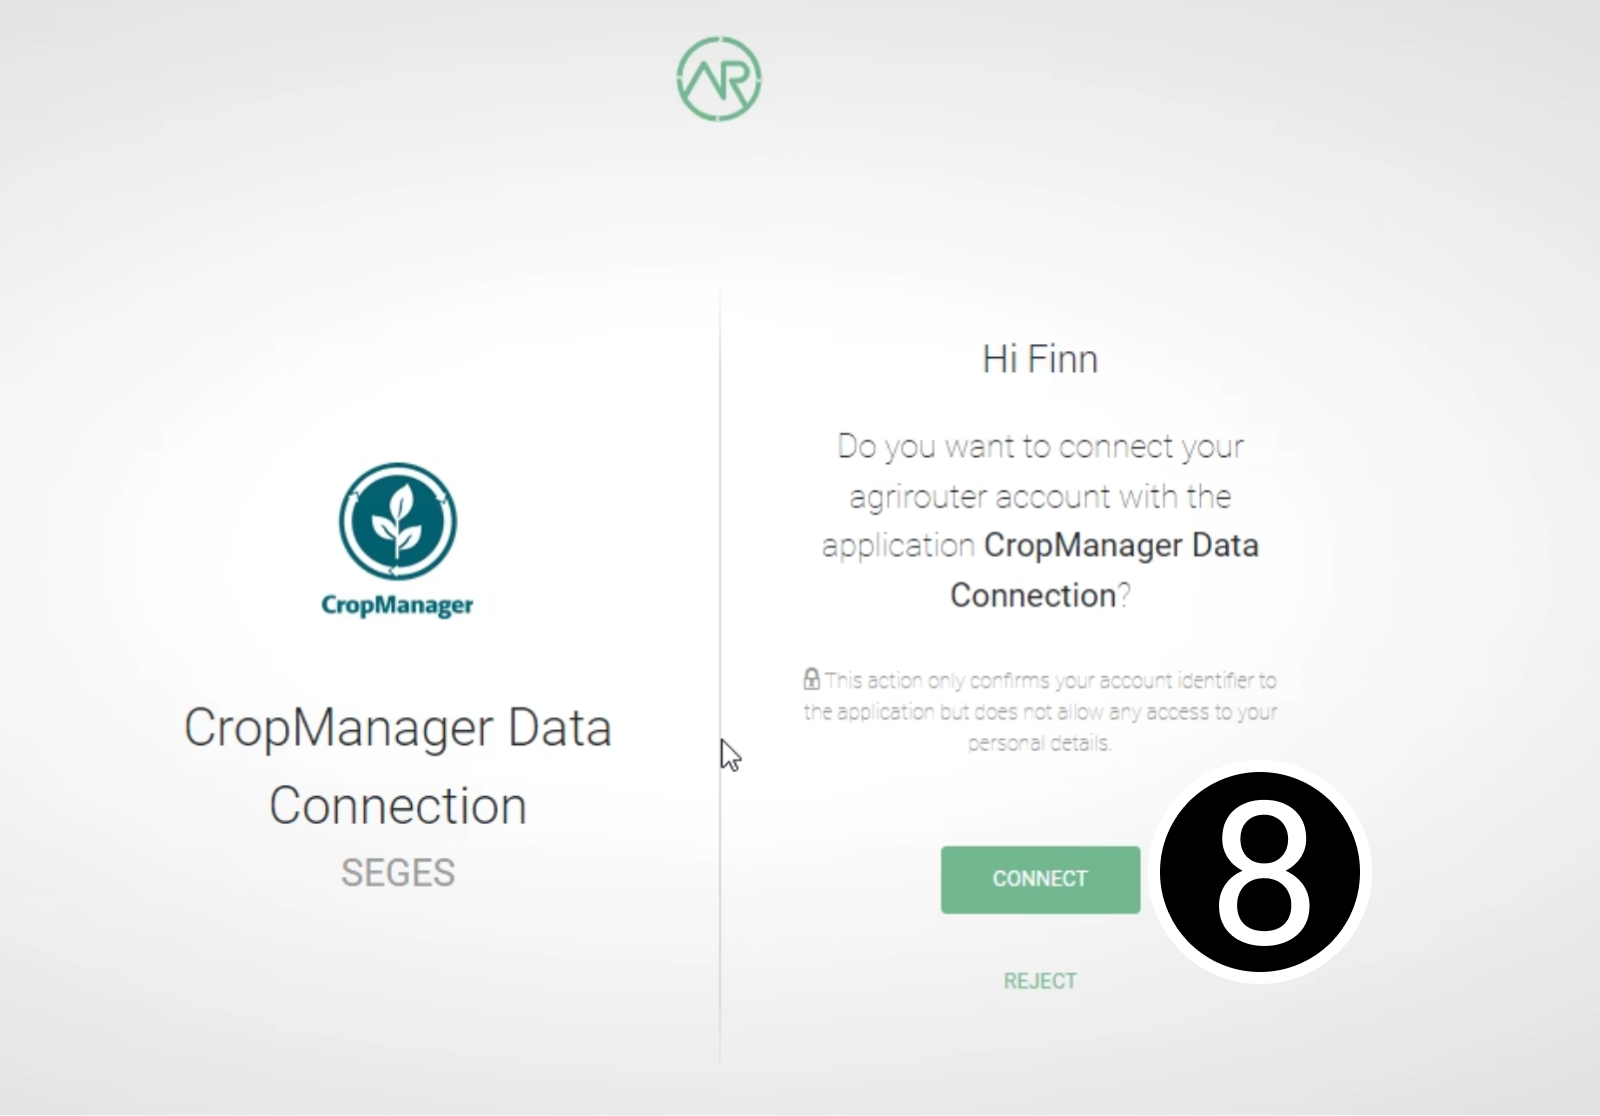 AR
CropManager
CropManager Data
Connection
SEGES
Hi Finn
Do you want to connect your
agrirouter account with the
application CropManager Data
Connection?
This action only confirms your account identifier to
the application but does not allow any access to your
personal details.
CONNECT
8
REJECT